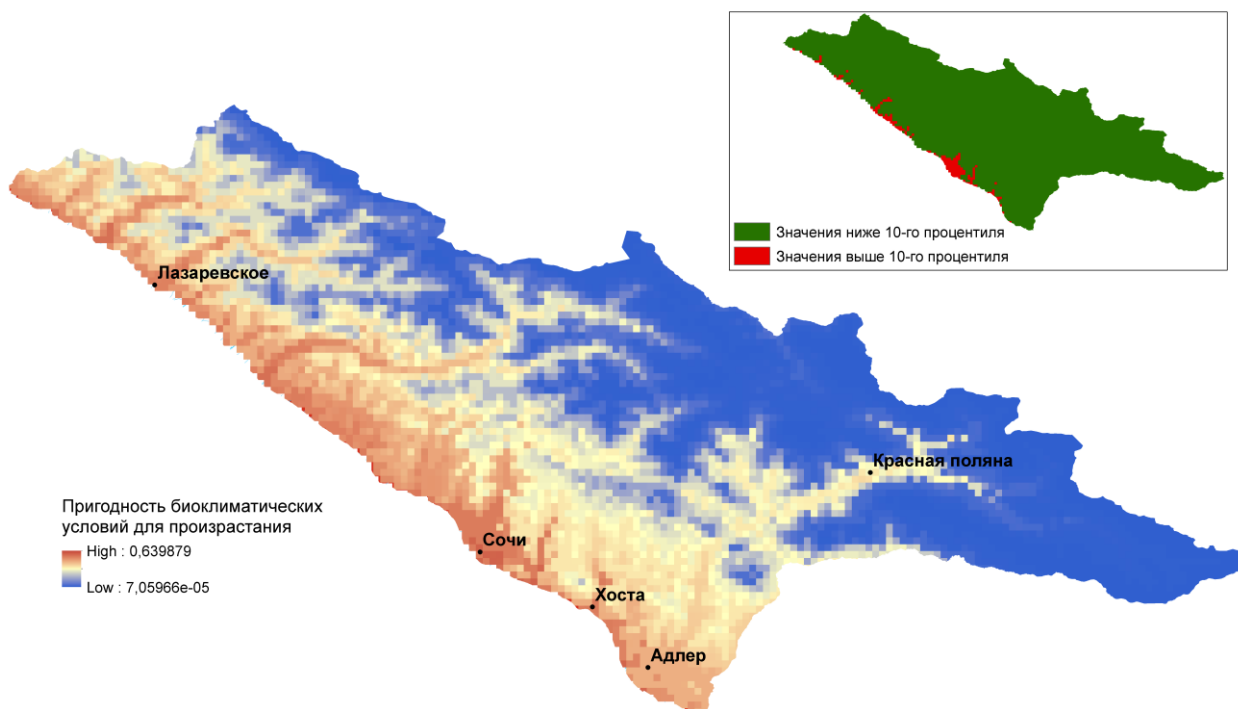 Значения ниже 10-го процентиля
Значения выше 10-го процентиля
Лазаревское
Красная поляна
Пригодность биоклиматических
условий для произрастания
High : 0,639879
Low : 7,05966e-05
Сочи
Хоста
Адлер